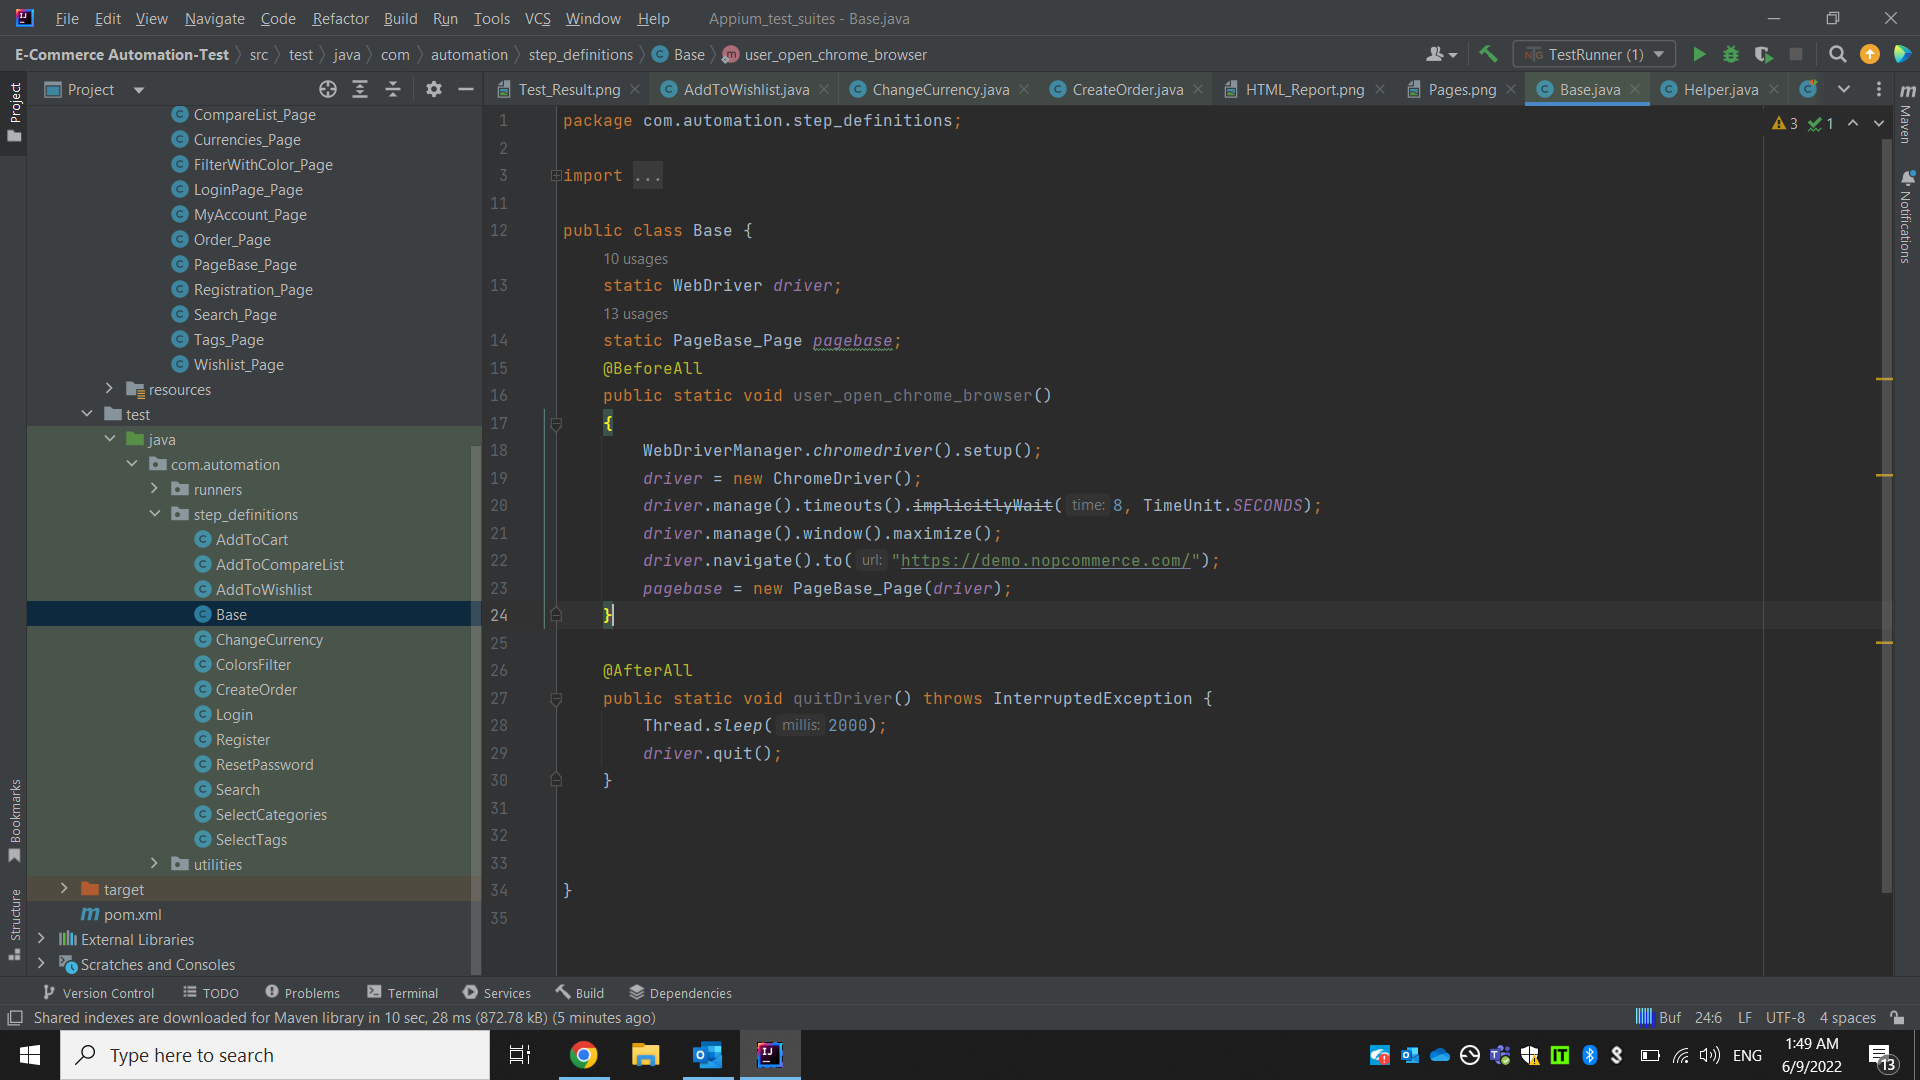 File Edit View Navigate Code Refactor Build Run Tools VCS Window Help Appium_test_suites - Base.java
E-Commerce Automation-Test src test java com automation step_definitions Base user_open_chrome_browser TestRunner (1)
Project
Test_Result.png AddToWishlist.java ChangeCurrency.java CreateOrder.java HTML_Report.png Pages.png Base.java Helper.java
Project
Bookmarks
Structure
CompareList_Page
Currencies_Page
FilterWithColor_Page
LoginPage_Page
MyAccount_Page
Order_Page
PageBase_Page
Registration_Page
Search_Page
Tags_Page
Wishlist_Page
resources
test
java
com.automation
runners
step_definitions
AddToCart
AddToCompareList
AddToWishlist
Base
ChangeCurrency
ColorsFilter
CreateOrder
Login
Register
ResetPassword
Search
SelectCategories
SelectTags
utilities
target
pom.xml
External Libraries
Scratches and Consoles
1 package com.automation.step_definitions;
2
3 import ...
11
12 public class Base {
10 usages
13 static WebDriver driver;
13 usages
14 static PageBase_Page pagebase;
15 @BeforeAll
16 public static void user_open_chrome_browser()
17 {
18 WebDriverManager.chromedriver().setup();
19 driver = new ChromeDriver();
20 driver.manage().timeouts().implicitlyWait( time: 8, TimeUnit.SECONDS);
21 driver.manage().window().maximize();
22 driver.navigate().to( url: "https://demo.nopcommerce.com/");
23 pagebase = new PageBase_Page(driver);
24 }
25
26 @AfterAll
27 public static void quitDriver() throws InterruptedException {
28 Thread.sleep( millis: 2000);
29 driver.quit();
30 }
31
32
33
34 }
35
3 1
Maven
Notifications
Version Control TODO Problems Terminal Services Build Dependencies
Shared indexes are downloaded for Maven library in 10 sec, 28 ms (872.78 kB) (5 minutes ago) Buf 24:6 LF UTF-8 4 spaces
Type here to search
ENG
1:49 AM
6/9/2022
13